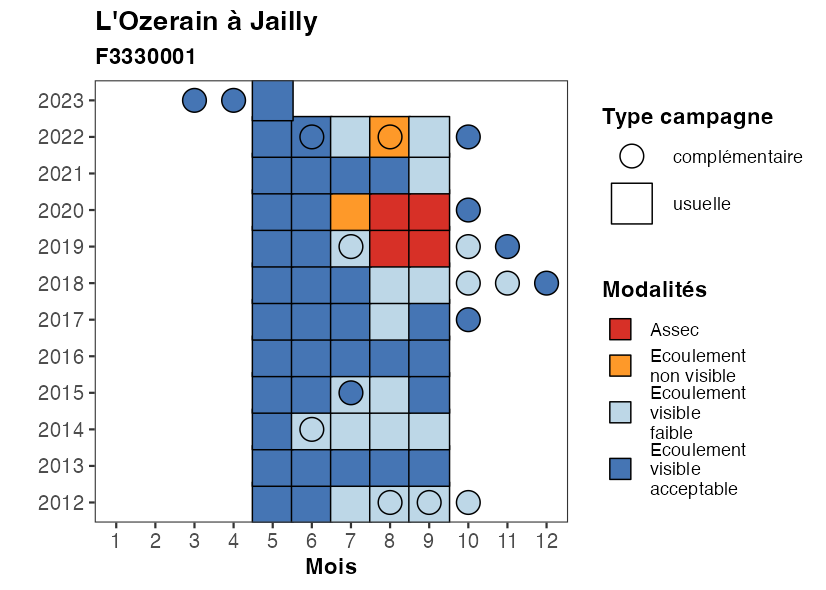 L'Ozerain à Jailly
F3330001
2023
2022
2021
2020
2019
2018
2017
2016
2015
2014
2013
2012
1 2 3 4 5 6 7 8 9 10 11 12
Mois
Type campagne
complémentaire
usuelle
Modalités
Assec
Ecoulement
non visible
Ecoulement
visible
faible
Ecoulement
visible
acceptable